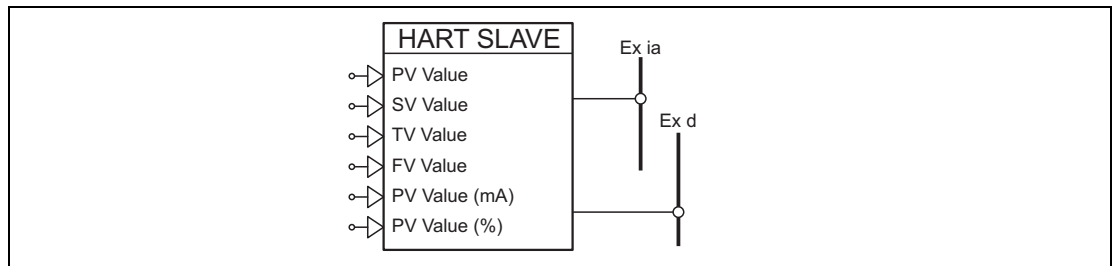 HART SLAVE
PV Value
SV Value
TV Value
FV Value
PV Value (mA)
PV Value (%)
Ex ia
Ex d